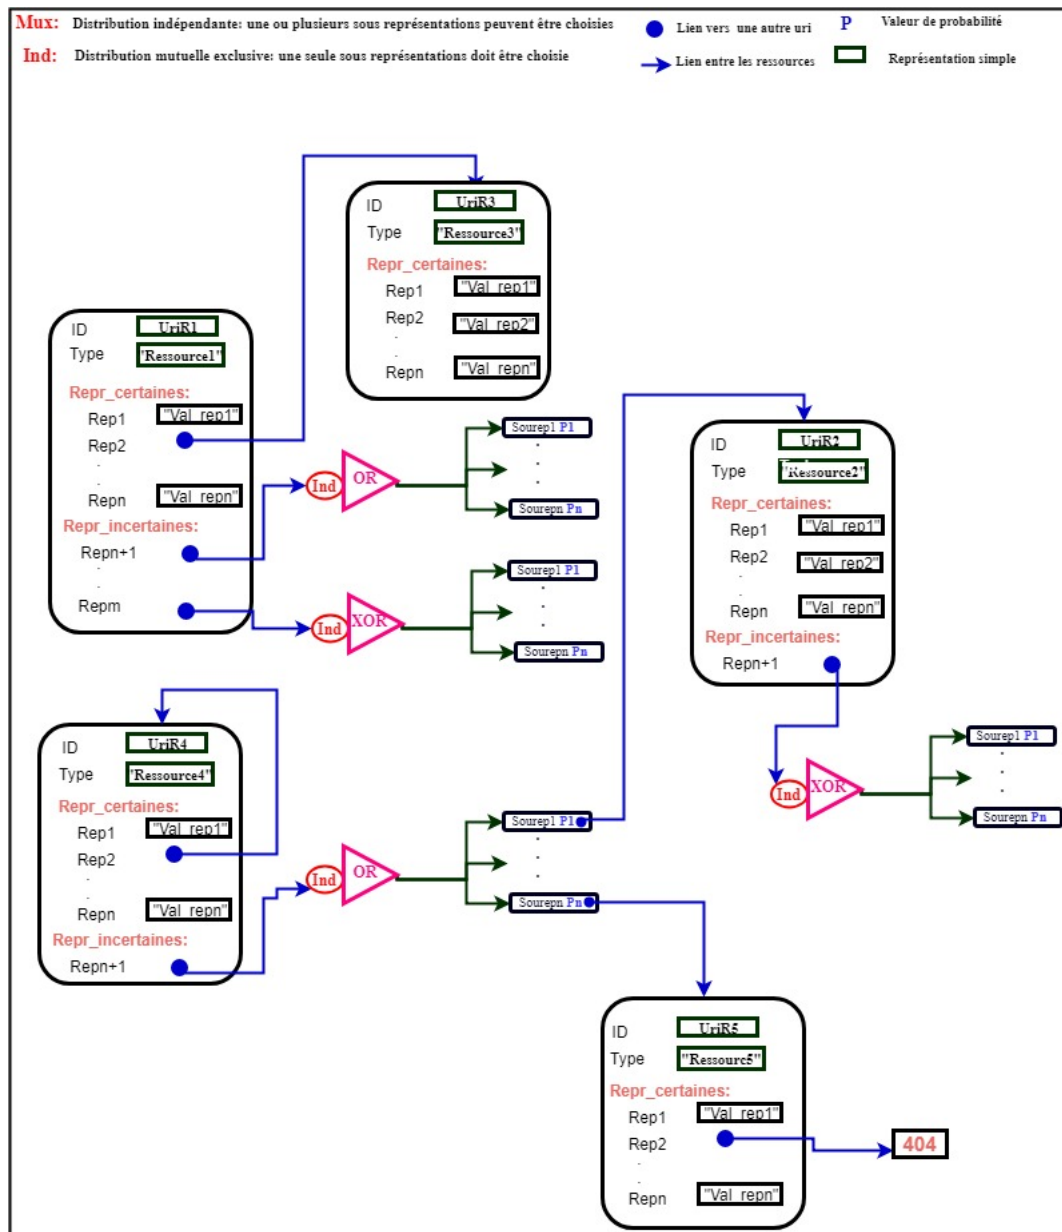 Mux: Distribution indépendante: une ou plusieurs sous représentations peuvent être choisies
Ind: Distribution mutuelle exclusive: une seule sous représentations doit être choisie
Lien vers une autre uri
P Valeur de probabilité
Lien entre les ressources
Représentation simple
ID UriR3
Type "Ressource3"
Repr_certaines:
Rep1 "Val_rep1"
Rep2 "Val_rep2"
.
.
Repn "Val_repn"
ID UriR1
Type "Ressource1"
Repr_certaines:
Rep1 "Val_rep1"
Rep2
.
.
Repn "Val_repn"
Repr_incertaines:
Repn+1
.
.
Repm
Ind OR
Sourep1 P1
.
.
.
Sourepn Pn
Ind XOR
Sourep1 P1
.
.
.
Sourepn Pn
ID UriR2
Type "Ressource2"
Repr_certaines:
Rep1 "Val_rep1"
Rep2 "Val_rep2"
.
.
Repn "Val_repn"
Repr_incertaines:
Repn+1
Ind XOR
Sourep1 P1
.
.
.
Sourepn Pn
ID UriR4
Type "Ressource4"
Repr_certaines:
Rep1 "Val_rep1"
Rep2
.
.
Repn "Val_repn"
Repr_incertaines:
Repn+1
Ind OR
Sourep1 P1
.
.
.
Sourepn Pn
ID UriR5
Type "Ressourc5"
Repr_certaines:
Rep1 "Val_rep1"
Rep2
.
.
Repn "Val_repn"
404